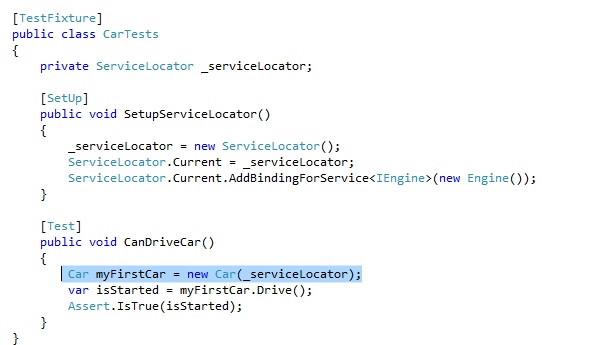 [TestFixture]
public class CarTests
{
    private ServiceLocator _serviceLocator;

    [SetUp]
    public void SetupServiceLocator()
    {
        _serviceLocator = new ServiceLocator();
        ServiceLocator.Current = _serviceLocator;
        ServiceLocator.Current.AddBindingForService<IEngine>(new Engine());
    }

    [Test]
    public void CanDriveCar()
    {
        Car myFirstCar = new Car(_serviceLocator);
        var isStarted = myFirstCar.Drive();
        Assert.IsTrue(isStarted);
    }
}